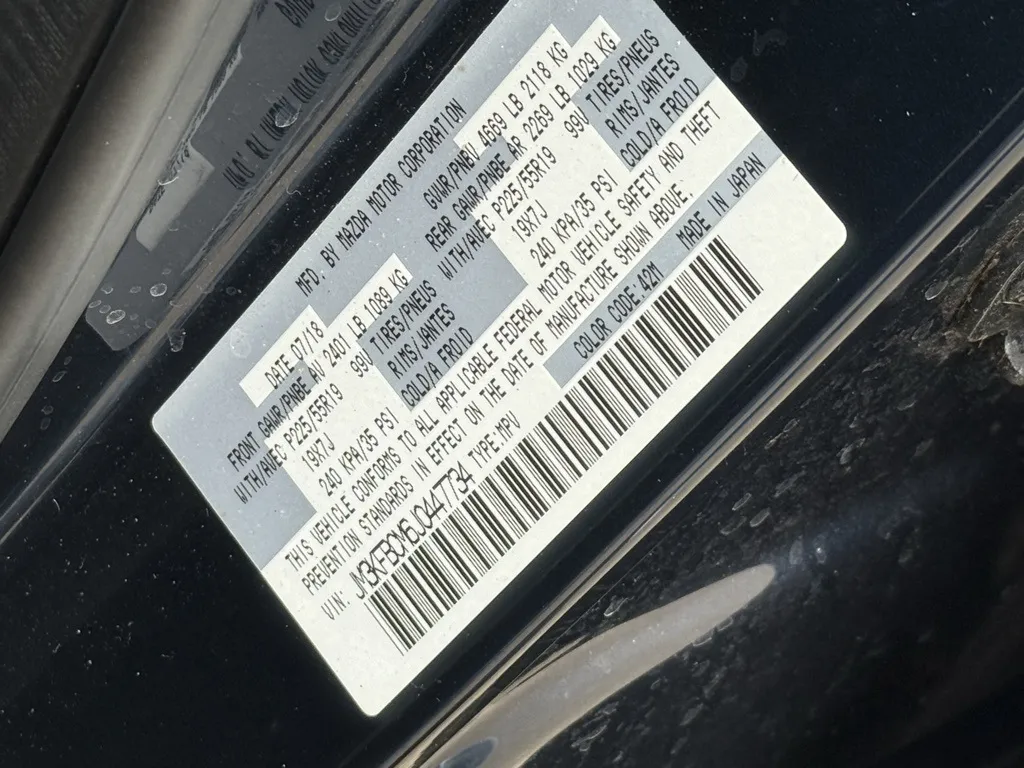 MFD. BY MAZDA MOTOR CORPORATION
DATE 07/18 GVWR/PNBV 4669 LB 2118 KG
FRONT GAWR/PNBE AV 2401 LB 1089 KG REAR GAWR/PNBE AR 2269 LB 1029 KG
WITH/AVEC P225/55R19 99V TIRES/PNEUS WITH/AVEC P225/55R19 99V TIRES/PNEUS
19X7J RIMS/JANTES 19X7J RIMS/JANTES
240 KPA/35 PSI COLD/A FROID 240 KPA/35 PSI COLD/A FROID
THIS VEHICLE CONFORMS TO ALL APPLICABLE FEDERAL MOTOR VEHICLE SAFETY AND THEFT
PREVENTION STANDARDS IN EFFECT ON THE DATE OF MANUFACTURE SHOWN ABOVE.
VIN: JM3KFBCM6J0447734 TYPE:MPV COLOR CODE:42M MADE IN JAPAN